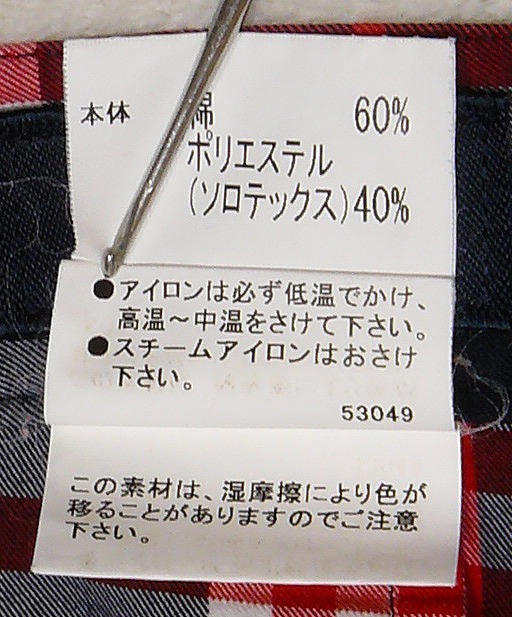 本体 綿 60%
ポリエステル
(ソロテックス)40%
●アイロンは必ず低温でかけ、
高温～中温をさけて下さい。
●スチームアイロンはおさけ
下さい。
53049
この素材は、湿摩擦により色が
移ることがありますのでご注意
下さい。